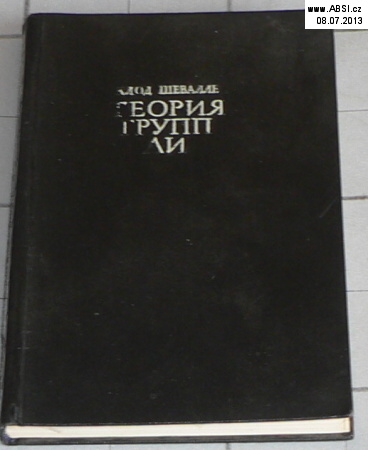 www.ABSI.cz
08.07.2013
КЛОД ШЕВАЛЛЕ
ТЕОРИЯ
ГРУПП
ЛИ